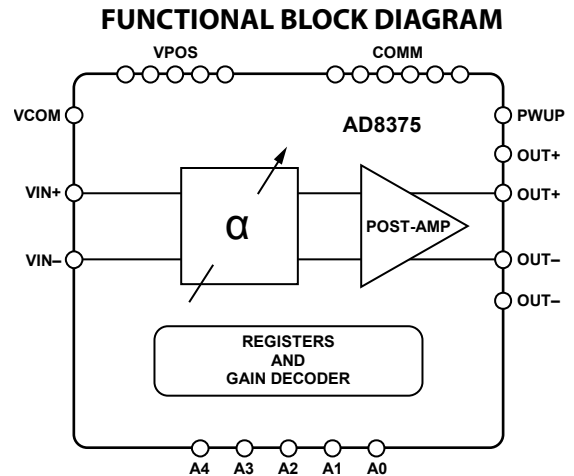 FUNCTIONAL BLOCK DIAGRAM
VPOS COMM
VCOM
AD8375
PWUP
OUT+
VIN+
α
POST-AMP
OUT+
VIN–
OUT–
OUT–
REGISTERS
AND
GAIN DECODER
A4 A3 A2 A1 A0